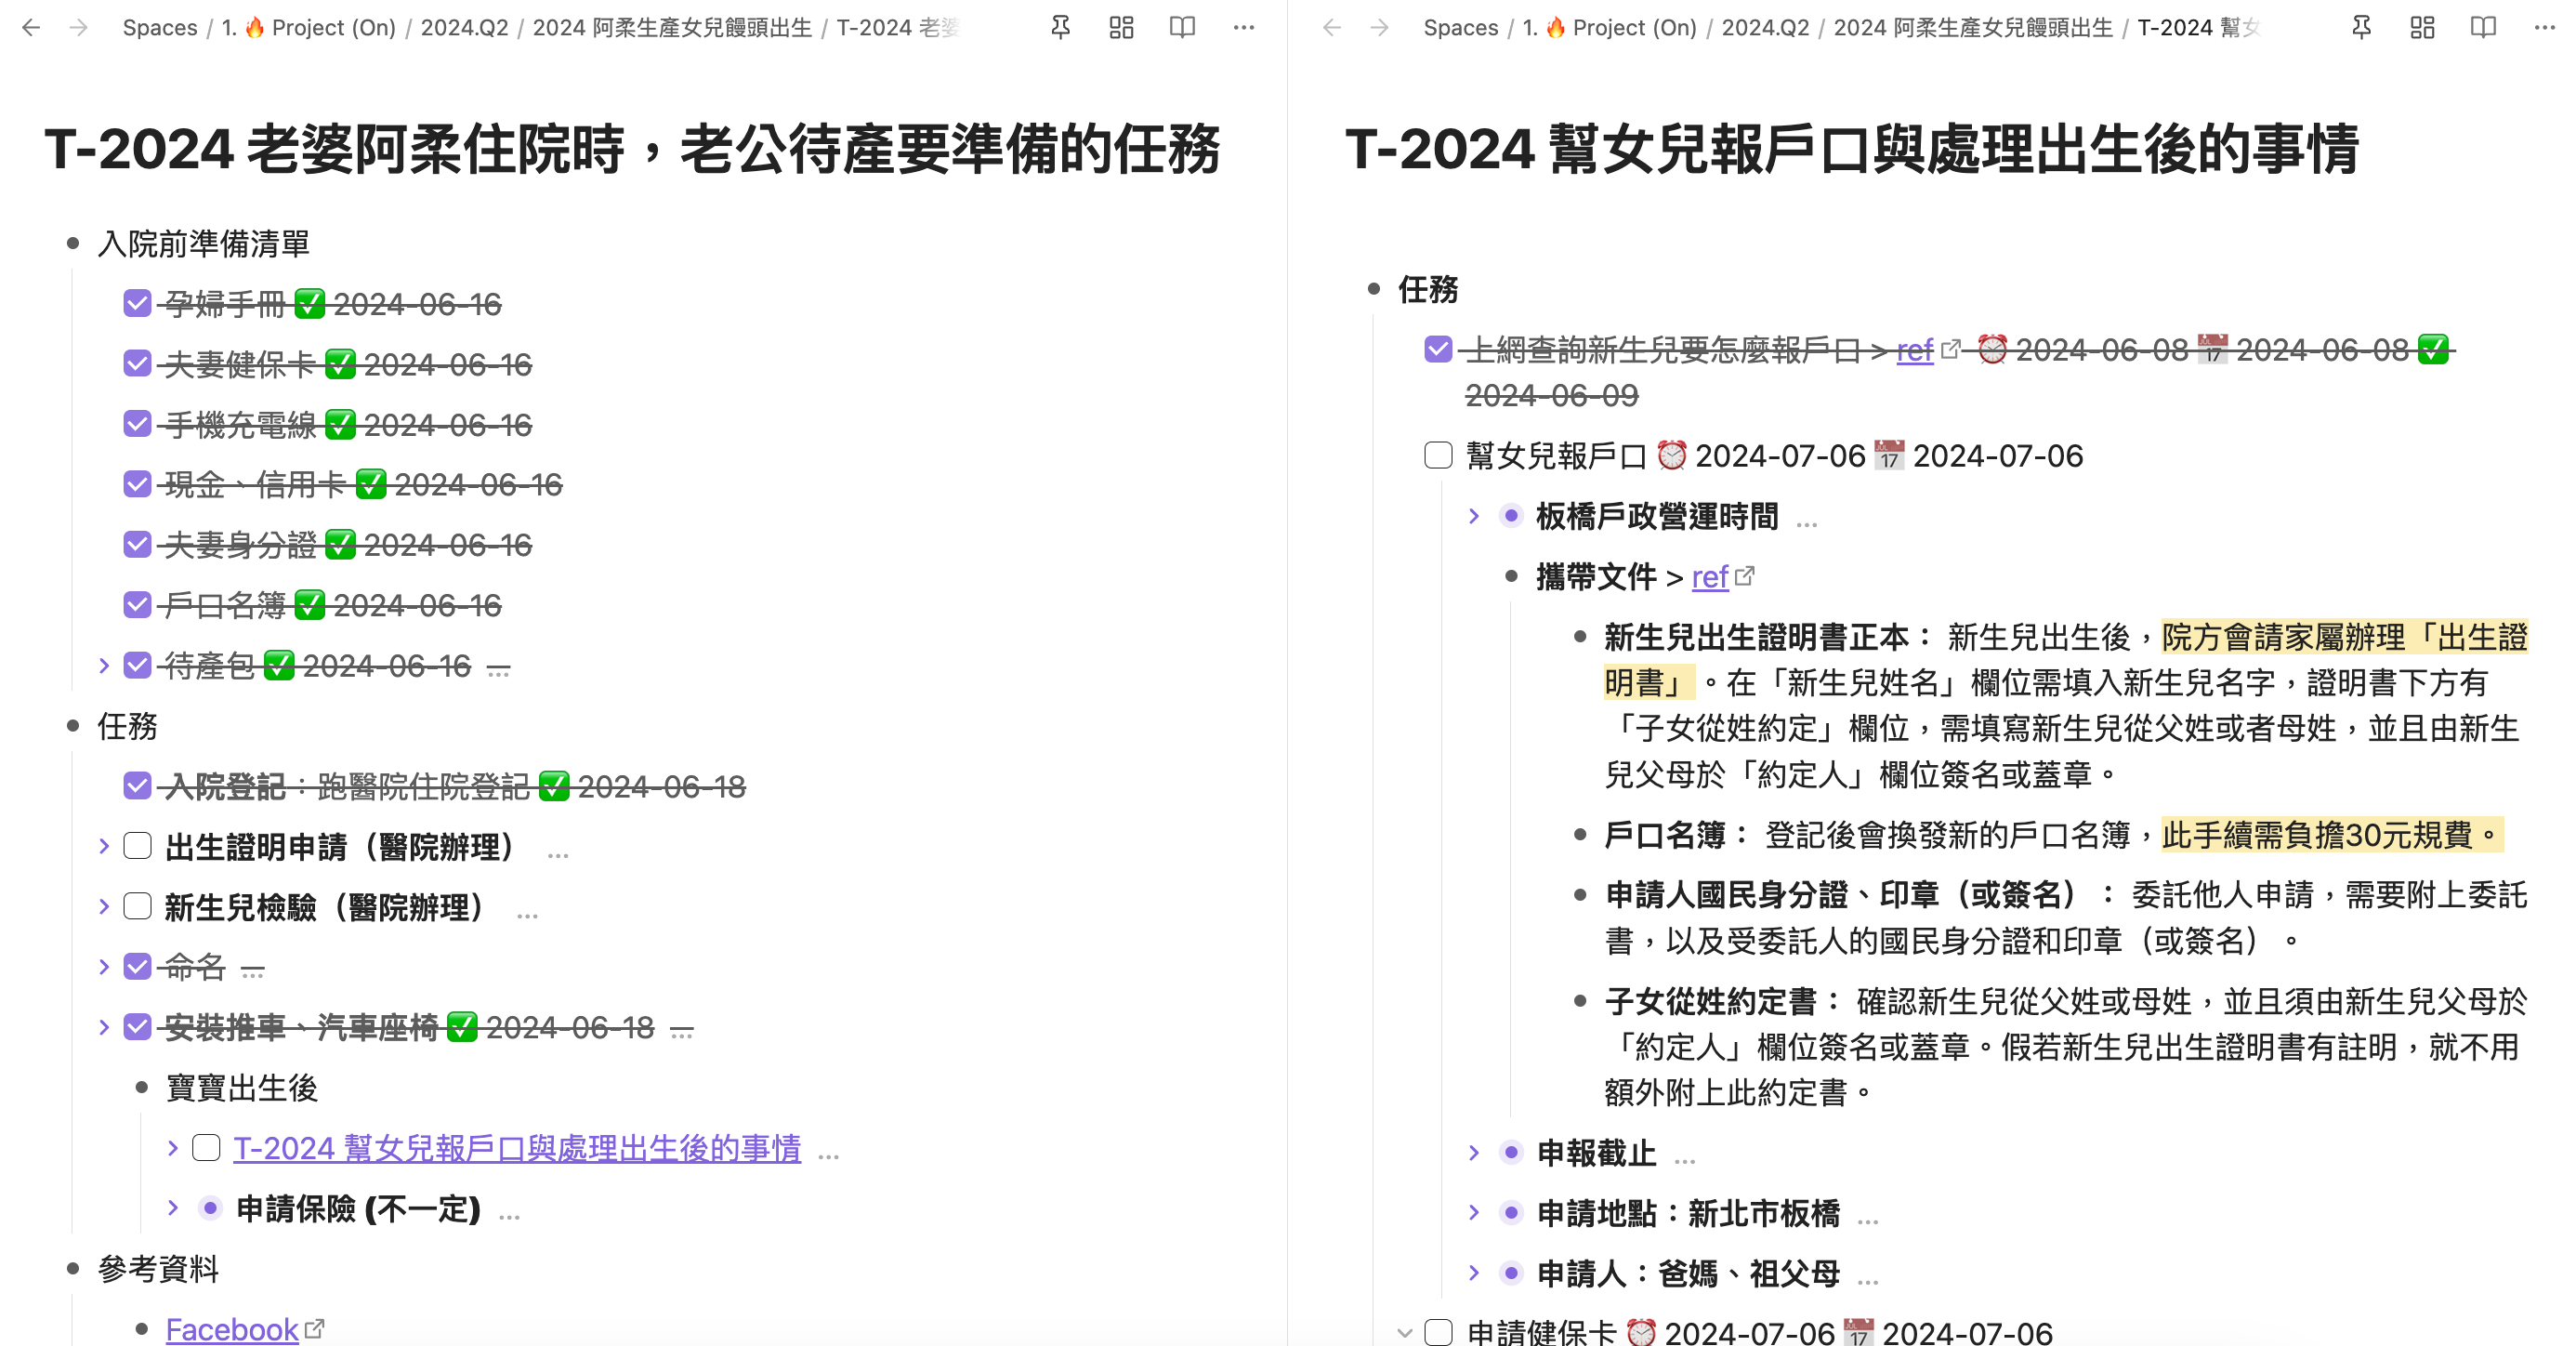 Spaces / 1. 🔥 Project (On) / 2024.Q2 / 2024 阿柔生產女兒饅頭出生 / T-2024 老婆
T-2024 老婆阿柔住院時，老公待產要準備的任務
入院前準備清單
孕婦手冊 ✅ 2024-06-16
夫妻健保卡 ✅ 2024-06-16
手機充電線 ✅ 2024-06-16
現金、信用卡 ✅ 2024-06-16
夫妻身分證 ✅ 2024-06-16
戶口名簿 ✅ 2024-06-16
待產包 ✅ 2024-06-16 ...
任務
入院登記：跑醫院住院登記 ✅ 2024-06-18
出生證明申請（醫院辦理） ...
新生兒檢驗（醫院辦理） ...
命名 ...
安裝推車、汽車座椅 ✅ 2024-06-18 ...
寶寶出生後
T-2024 幫女兒報戶口與處理出生後的事情 ...
申請保險 (不一定) ...
參考資料
Facebook
Spaces / 1. 🔥 Project (On) / 2024.Q2 / 2024 阿柔生產女兒饅頭出生 / T-2024 幫女
T-2024 幫女兒報戶口與處理出生後的事情
任務
上網查詢新生兒要怎麼報戶口 > ref ⏰ 2024-06-08 📅 2024-06-08 ✅
2024-06-09
幫女兒報戶口 ⏰ 2024-07-06 📅 2024-07-06
板橋戶政營運時間 ...
攜帶文件 > ref
新生兒出生證明書正本： 新生兒出生後，院方會請家屬辦理「出生證
明書」。在「新生兒姓名」欄位需填入新生兒名字，證明書下方有
「子女從姓約定」欄位，需填寫新生兒從父姓或者母姓，並且由新生
兒父母於「約定人」欄位簽名或蓋章。
戶口名簿： 登記後會換發新的戶口名簿，此手續需負擔30元規費。
申請人國民身分證、印章（或簽名）： 委託他人申請，需要附上委託
書，以及受委託人的國民身分證和印章（或簽名）。
子女從姓約定書： 確認新生兒從父姓或母姓，並且須由新生兒父母於
「約定人」欄位簽名或蓋章。假若新生兒出生證明書有註明，就不用
額外附上此約定書。
申報截止 ...
申請地點：新北市板橋 ...
申請人：爸媽、祖父母 ...
申請健保卡 ⏰ 2024-07-06 📅 2024-07-06